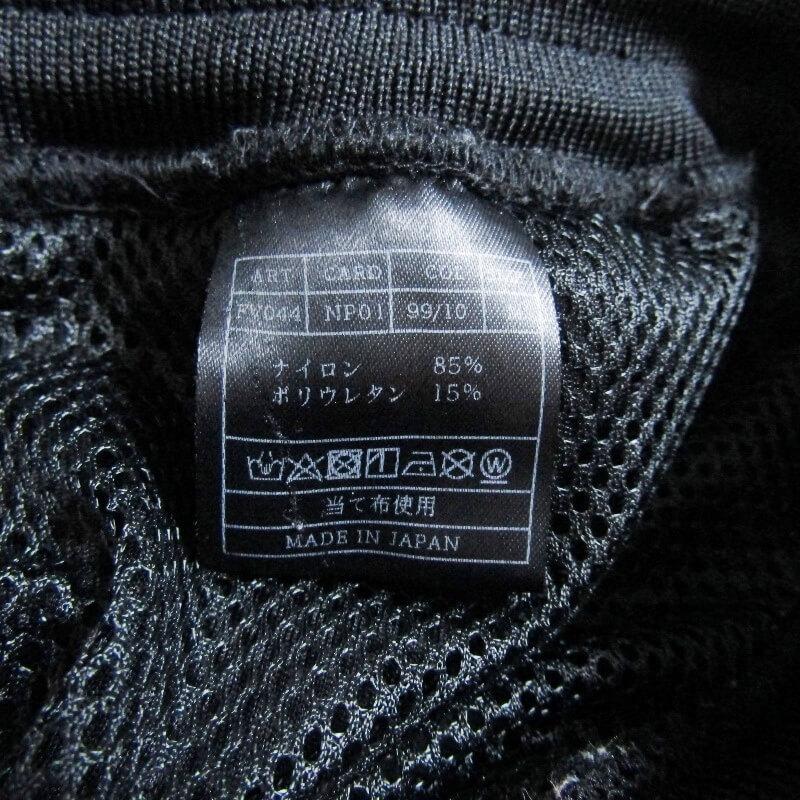 ART CARD COL
FY044 NP01 99/10
ナイロン 85%
ポリウレタン 15%
W
当て布使用
MADE IN JAPAN